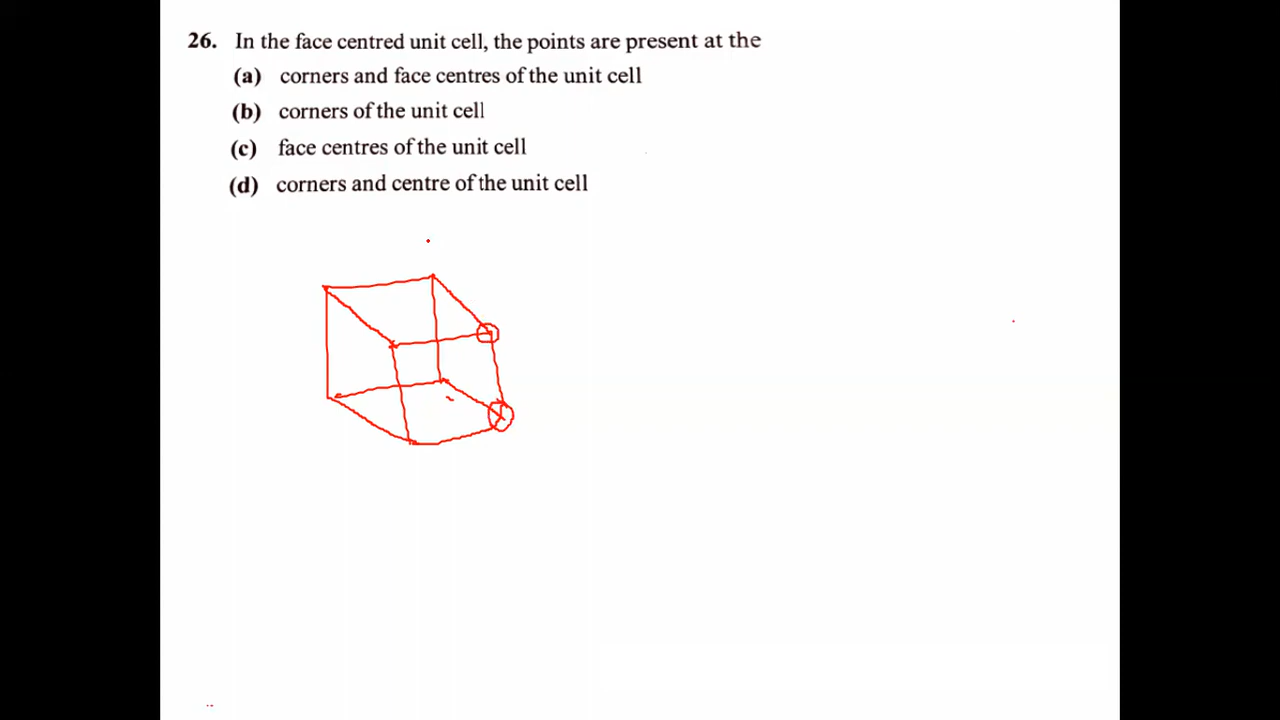 26. In the face centred unit cell, the points are present at the
(a) corners and face centres of the unit cell
(b) corners of the unit cell
(c) face centres of the unit cell
(d) corners and centre of the unit cell